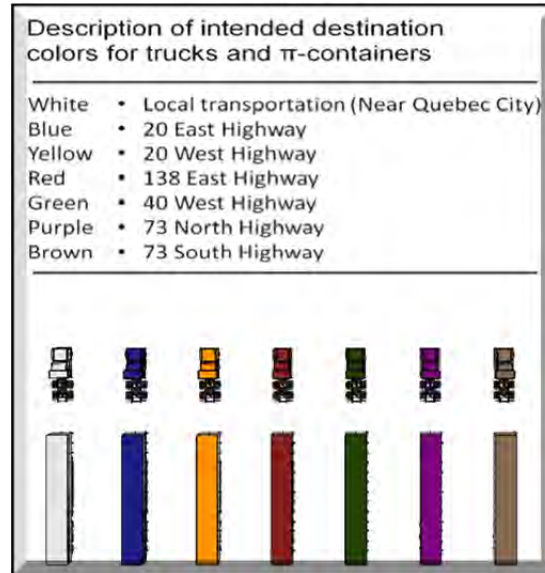 Description of intended destination
colors for trucks and π-containers
White • Local transportation (Near Quebec City)
Blue • 20 East Highway
Yellow • 20 West Highway
Red • 138 East Highway
Green • 40 West Highway
Purple • 73 North Highway
Brown • 73 South Highway